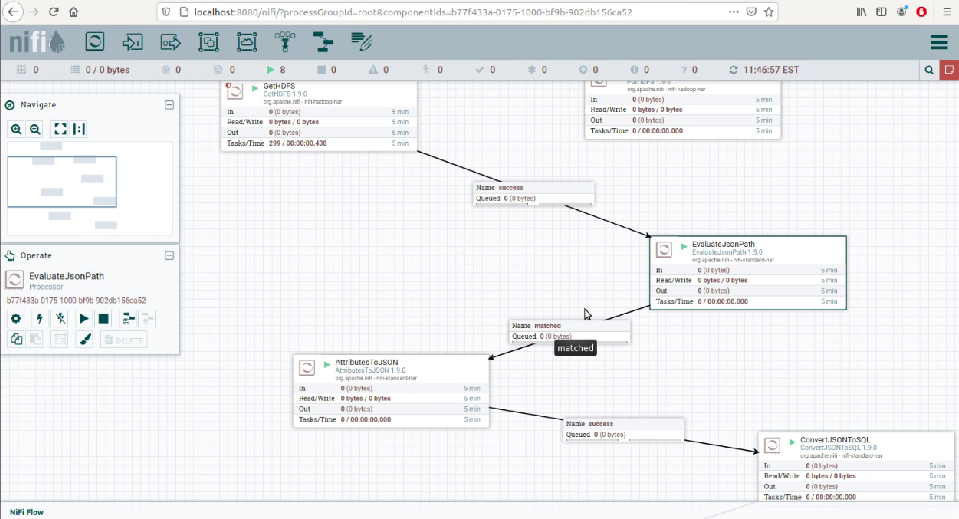 localhost:8080/nifi/?processGroupId=root&componentIds=b77f433a-0175-1000-bf9b-902db156ca52
nifi
0 0 / 0 bytes 0 0 8 0 0 0 0 0 0 0 ? 0 11:46:57 EST
Navigate
Operate
EvaluateJsonPath
Processor
b77f433a-0175-1000-bf9b-902db156ca52
DELETE
GetHDFS
GetHDFS 1.9.0
org.apache.nifi - nifi-hadoop-nar
In 0 (0 bytes) 5 min
Read/Write 0 bytes / 0 bytes 5 min
Out 0 (0 bytes) 5 min
Tasks/Time 299 / 00:00:00.438 5 min
org.apache.nifi - nifi-hadoop-nar
In 0 (0 bytes) 5 min
Read/Write 0 bytes / 0 bytes 5 min
Out 0 (0 bytes) 5 min
Tasks/Time 0 / 00:00:00.000 5 min
Name success
Queued 0 (0 bytes)
EvaluateJsonPath
EvaluateJsonPath 1.9.0
org.apache.nifi - nifi-standard-nar
In 0 (0 bytes) 5 min
Read/Write 0 bytes / 0 bytes 5 min
Out 0 (0 bytes) 5 min
Tasks/Time 0 / 00:00:00.000 5 min
Name matched
Queued 0 (0 bytes)
matched
AttributesToJSON
AttributesToJSON 1.9.0
org.apache.nifi - nifi-standard-nar
In 0 (0 bytes) 5 min
Read/Write 0 bytes / 0 bytes 5 min
Out 0 (0 bytes) 5 min
Tasks/Time 0 / 00:00:00.000 5 min
Name success
Queued 0 (0 bytes)
ConvertJSONToSQL
ConvertJSONToSQL 1.9.0
org.apache.nifi - nifi-standard-nar
In 0 (0 bytes) 5 min
Read/Write 0 bytes / 0 bytes 5 min
Out 0 (0 bytes) 5 min
Tasks/Time 0 / 00:00:00.000 5 min
NiFi Flow